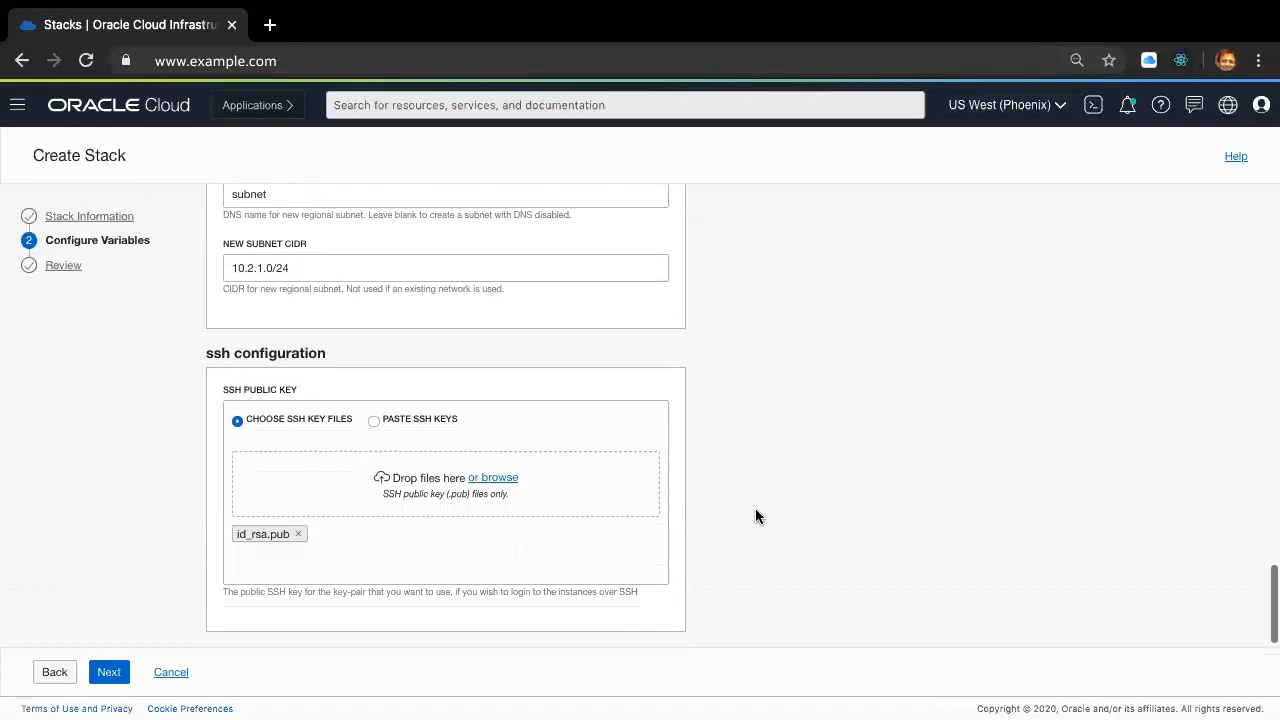 Stacks | Oracle Cloud Infrastru
www.example.com
ORACLE Cloud
Applications
Search for resources, services, and documentation
US West (Phoenix)
Create Stack
Help
Stack Information
2 Configure Variables
Review
subnet
DNS name for new regional subnet. Leave blank to create a subnet with DNS disabled.
NEW SUBNET CIDR
10.2.1.0/24
CIDR for new regional subnet. Not used if an existing network is used.
ssh configuration
SSH PUBLIC KEY
CHOOSE SSH KEY FILES
PASTE SSH KEYS
Drop files here or browse
SSH public key (.pub) files only.
id_rsa.pub ×
The public SSH key for the key-pair that you want to use, if you wish to login to the instances over SSH
Back
Next
Cancel
Terms of Use and Privacy
Cookie Preferences
Copyright © 2020, Oracle and/or its affiliates. All rights reserved.